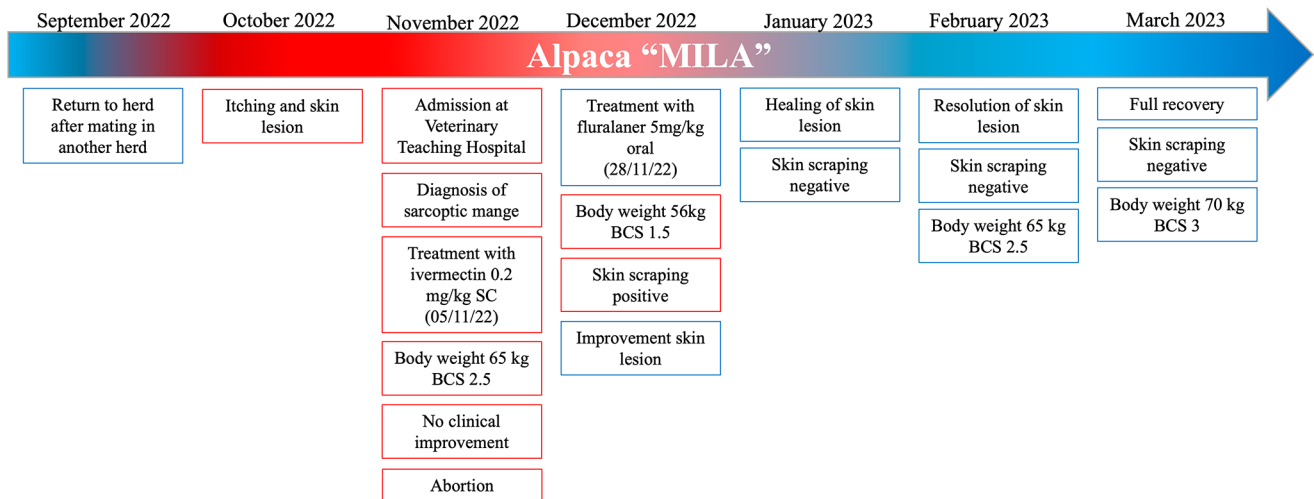 September 2022
October 2022
November 2022
December 2022
January 2023
February 2023
March 2023
Alpaca “MILA”
Return to herd
after mating in
another herd
Itching and skin
lesion
Admission at
Veterinary
Teaching Hospital
Diagnosis of
sarcoptic mange
Treatment with
ivermectin 0.2
mg/kg SC
(05/11/22)
Body weight 65 kg
BCS 2.5
No clinical
improvement
Abortion
Treatment with
fluralaner 5mg/kg
oral
(28/11/22)
Body weight 56kg
BCS 1.5
Skin scraping
positive
Improvement skin
lesion
Healing of skin
lesion
Skin scraping
negative
Resolution of skin
lesion
Skin scraping
negative
Body weight 65 kg
BCS 2.5
Full recovery
Skin scraping
negative
Body weight 70 kg
BCS 3